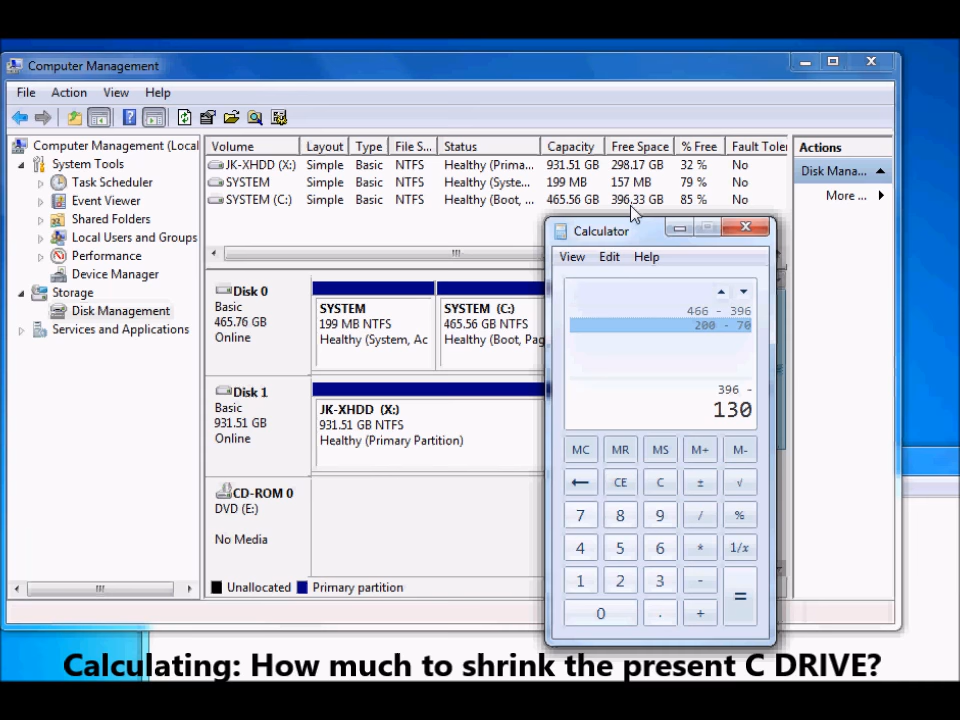 Computer Management
File Action View Help
Computer Management (Local
System Tools
Task Scheduler
Event Viewer
Shared Folders
Local Users and Groups
Performance
Device Manager
Storage
Disk Management
Services and Applications
Volume Layout Type File S... Status Capacity Free Space % Free Fault Toler
JK-XHDD (X:) Simple Basic NTFS Healthy (Prima... 931.51 GB 298.17 GB 32 % No
SYSTEM Simple Basic NTFS Healthy (Syste... 199 MB 157 MB 79 % No
SYSTEM (C:) Simple Basic NTFS Healthy (Boot, ... 465.56 GB 396.33 GB 85 % No
Actions
Disk Mana...
More ...
Disk 0
Basic
465.76 GB
Online
SYSTEM
199 MB NTFS
Healthy (System, Ac
SYSTEM (C:)
465.56 GB NTFS
Healthy (Boot, Pag
Disk 1
Basic
931.51 GB
Online
JK-XHDD (X:)
931.51 GB NTFS
Healthy (Primary Partition)
CD-ROM 0
DVD (E:)
No Media
Unallocated Primary partition
Calculator
View Edit Help
466 - 396
200 - 70
396 -
130
MC MR MS M+ M-
← CE C ± √
7 8 9 / %
4 5 6 * 1/x
1 2 3 - =
0 . +
Calculating: How much to shrink the present C DRIVE?